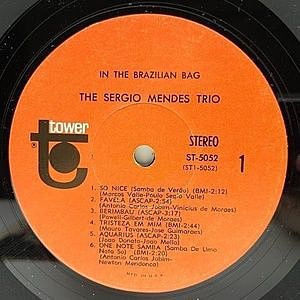 IN THE BRAZILIAN BAG
THE SERGIO MENDES TRIO
tower
STEREO
ST-5052
(ST1-5052)
1
1. SO NICE (Samba de Verão) (BMI-2:12)
(Marcos Valle-Paulo Sergio Valle)
2. FAVELA (ASCAP-2:54)
(Antonio Carlos Jobim-Vinicius de Moraes)
3. BERIMBAU (ASCAP-3:17)
(Powell-Gilbert-de Moraes)
4. TRISTEZA EM MIM (BMI-2:44)
(Mauro Tavares-Jose Guimaraes)
5. AQUARIUS (ASCAP-2:23)
(Joao Donato-Joao Mello)
6. ONE NOTE SAMBA (Samba De Uma
Nota So) (BMI-2:20)
(Antonio Carlos Jobim-
Newton Mendonca)
MFD. IN U.S.A.